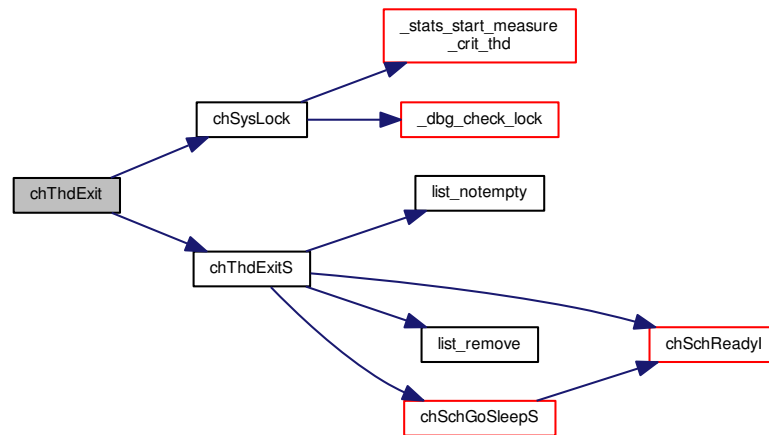 _stats_start_measure
_crit_thd
chSysLock
_dbg_check_lock
chThdExit
list_notempty
chThdExitS
list_remove
chSchReadyI
chSchGoSleepS